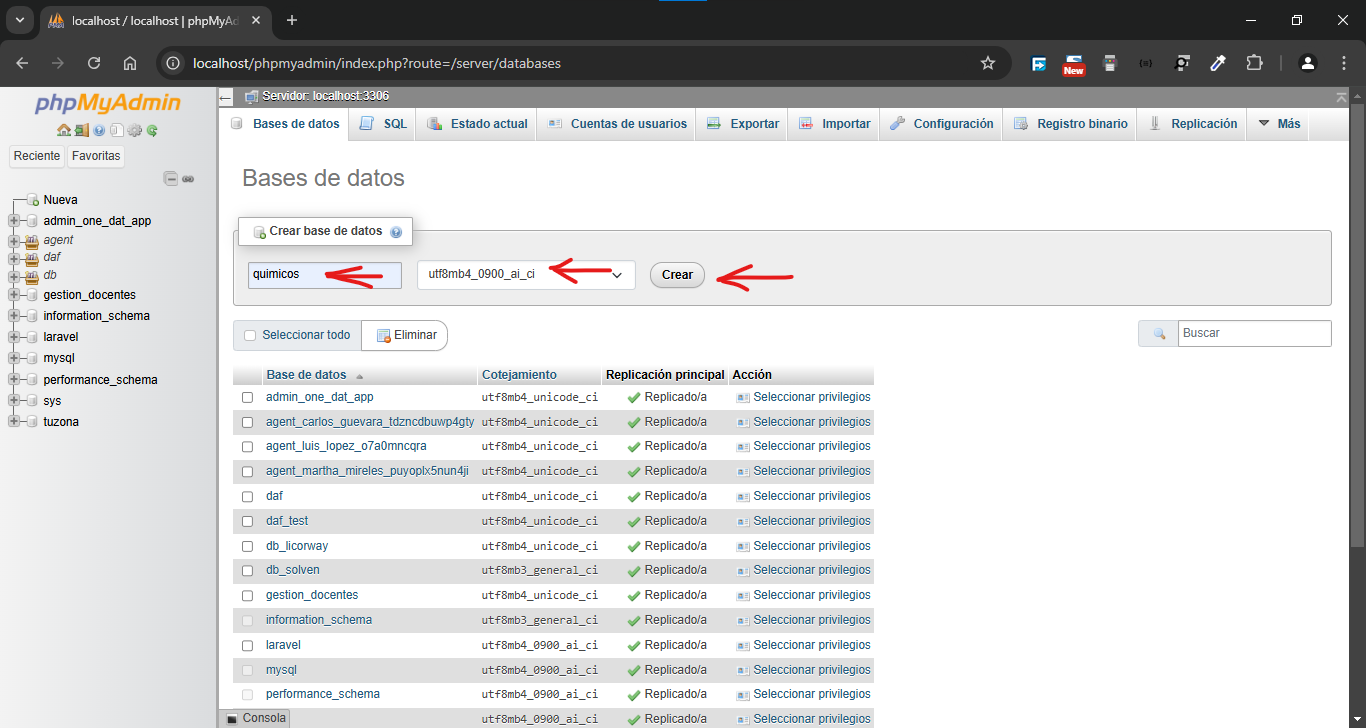 localhost / localhost | phpMyAd
localhost/phpmyadmin/index.php?route=/server/databases
New
phpMyAdmin
Reciente Favoritas
Nueva
admin_one_dat_app
agent
daf
db
gestion_docentes
information_schema
laravel
mysql
performance_schema
sys
tuzona
Servidor: localhost:3306
Bases de datos SQL Estado actual Cuentas de usuarios Exportar Importar Configuración Registro binario Replicación Más
Bases de datos
Crear base de datos
quimicos utf8mb4_0900_ai_ci Crear
Seleccionar todo Eliminar Buscar
Base de datos Cotejamiento Replicación principal Acción
admin_one_dat_app utf8mb4_unicode_ci Replicado/a Seleccionar privilegios
agent_carlos_guevara_tdzncdbuwp4gty utf8mb4_unicode_ci Replicado/a Seleccionar privilegios
agent_luis_lopez_o7a0mncqra utf8mb4_unicode_ci Replicado/a Seleccionar privilegios
agent_martha_mireles_puyoplx5nun4ji utf8mb4_unicode_ci Replicado/a Seleccionar privilegios
daf utf8mb4_unicode_ci Replicado/a Seleccionar privilegios
daf_test utf8mb4_unicode_ci Replicado/a Seleccionar privilegios
db_licorway utf8mb4_unicode_ci Replicado/a Seleccionar privilegios
db_solven utf8mb3_general_ci Replicado/a Seleccionar privilegios
gestion_docentes utf8mb4_unicode_ci Replicado/a Seleccionar privilegios
information_schema utf8mb3_general_ci Replicado/a Seleccionar privilegios
laravel utf8mb4_0900_ai_ci Replicado/a Seleccionar privilegios
mysql utf8mb4_0900_ai_ci Replicado/a Seleccionar privilegios
performance_schema utf8mb4_0900_ai_ci Replicado/a Seleccionar privilegios
Consola utf8mb4_0900_ai_ci Replicado/a Seleccionar privilegios